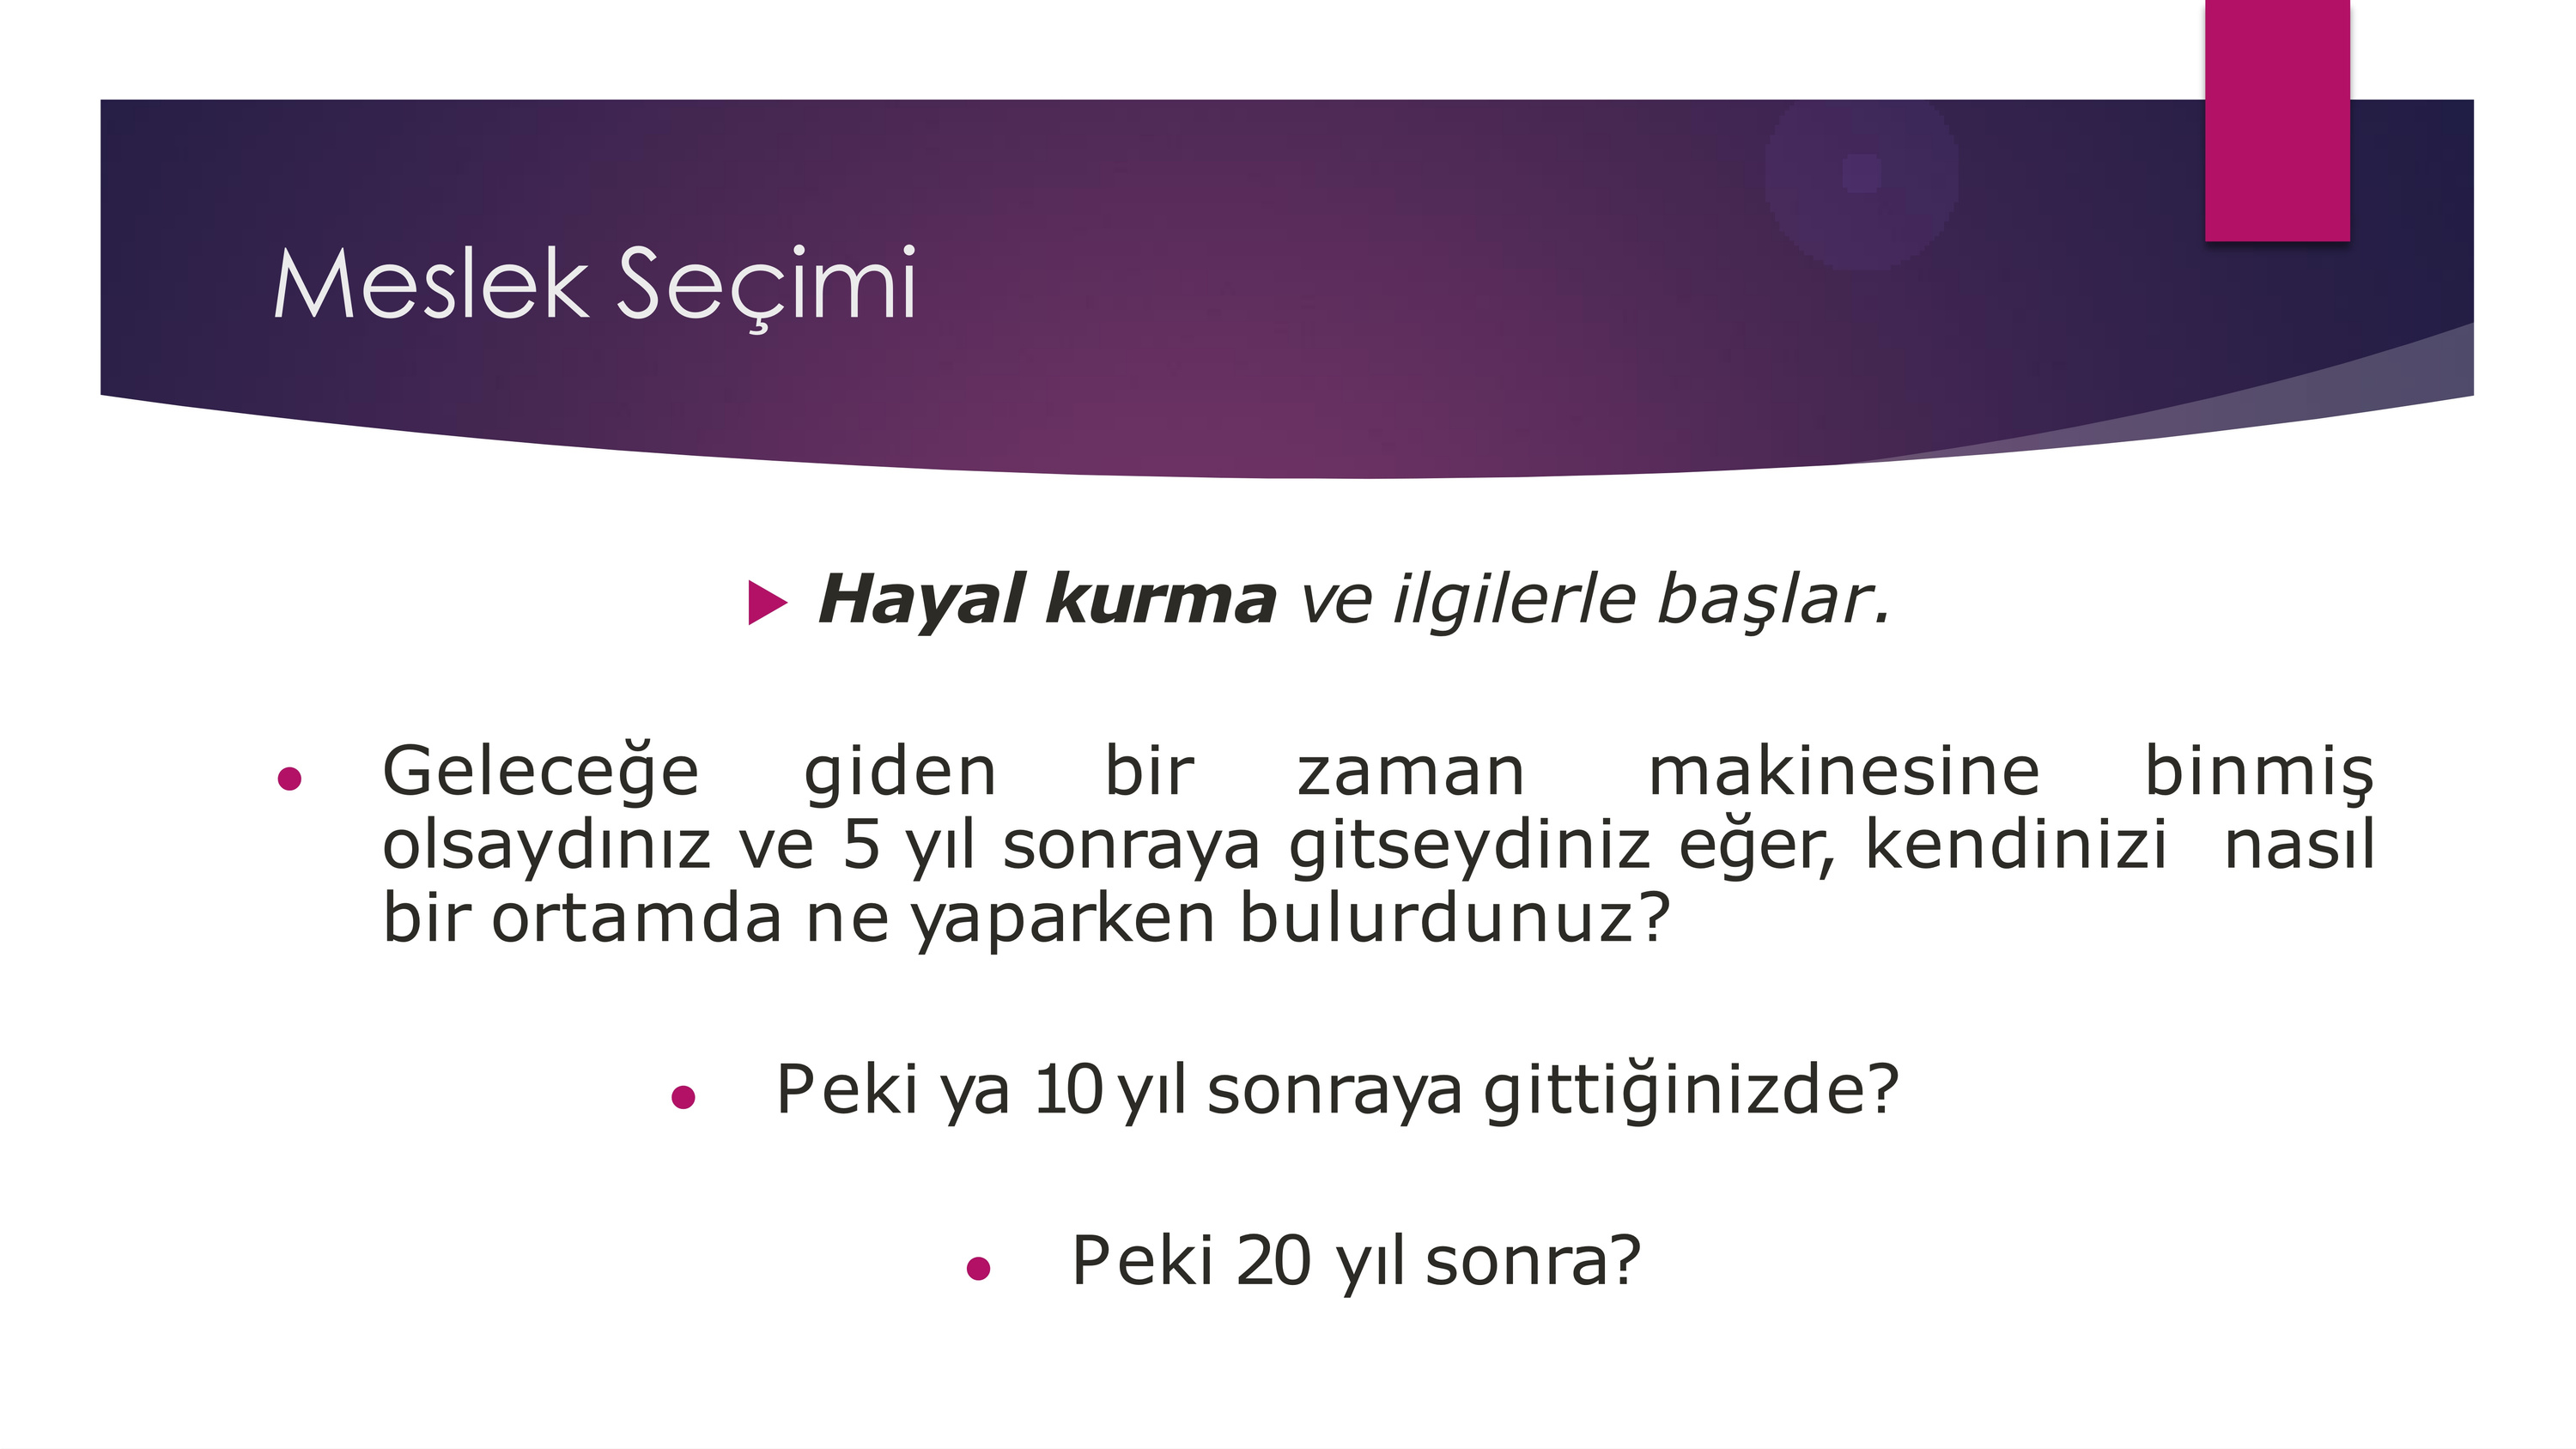 Meslek Seçimi
Hayal kurma ve ilgilerle başlar.
Geleceğe giden bir zaman makinesine binmiş
olsaydınız ve 5 yıl sonraya gitseydiniz eğer, kendinizi nasıl
bir ortamda ne yaparken bulurdunuz?
Peki ya 10 yıl sonraya gittiğinizde?
Peki 20 yıl sonra?